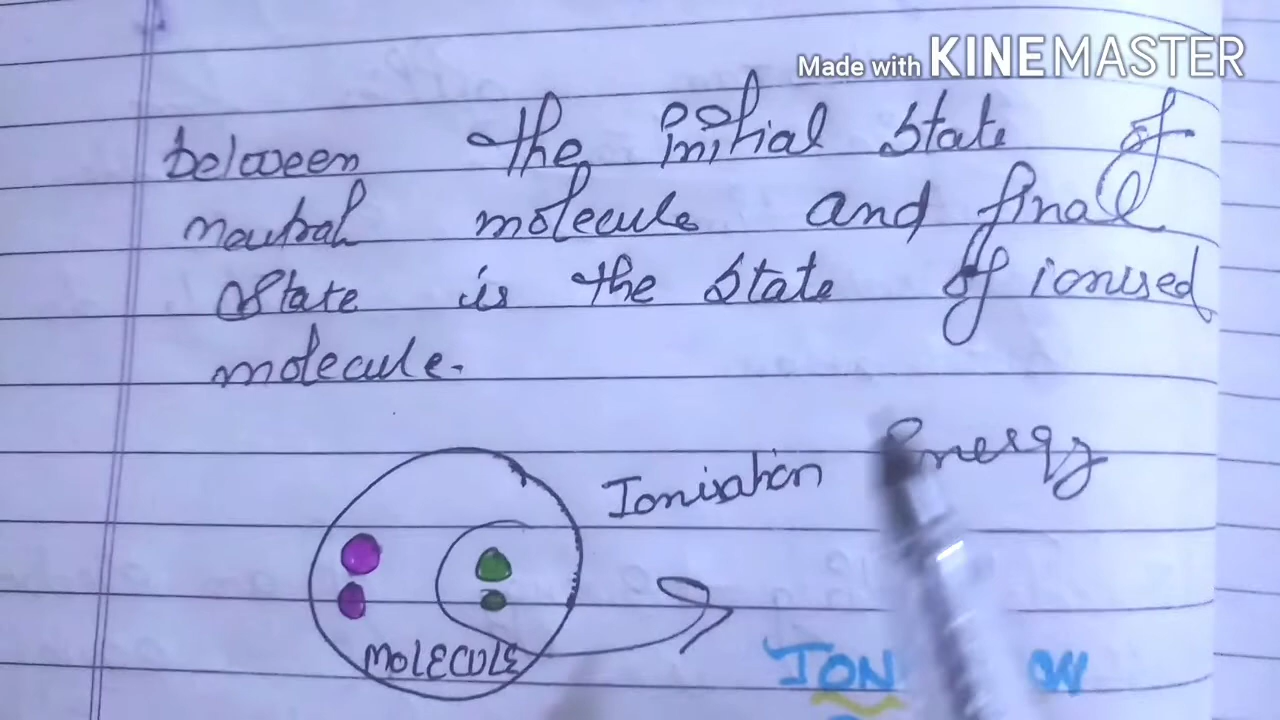 Made with KINEMASTER
between the initial state of
neutral molecule and final
state is the state of ionised
molecule.
Ionisation Energy
MOLECULE
ION